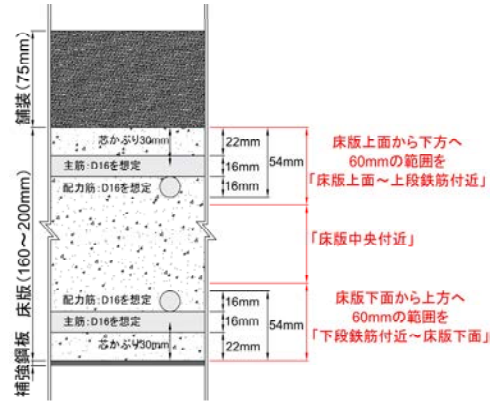 舗装(75mm)
床版(160～200mm)
補強鋼板
芯かぶり30mm
主筋:D16を想定
配力筋:D16を想定
22mm
16mm
16mm
54mm
配力筋:D16を想定
主筋:D16を想定
芯かぶり30mm
16mm
16mm
22mm
54mm
床版上面から下方へ
60mmの範囲を
「床版上面～上段鉄筋付近」
「床版中央付近」
床版下面から上方へ
60mmの範囲を
「下段鉄筋付近～床版下面」